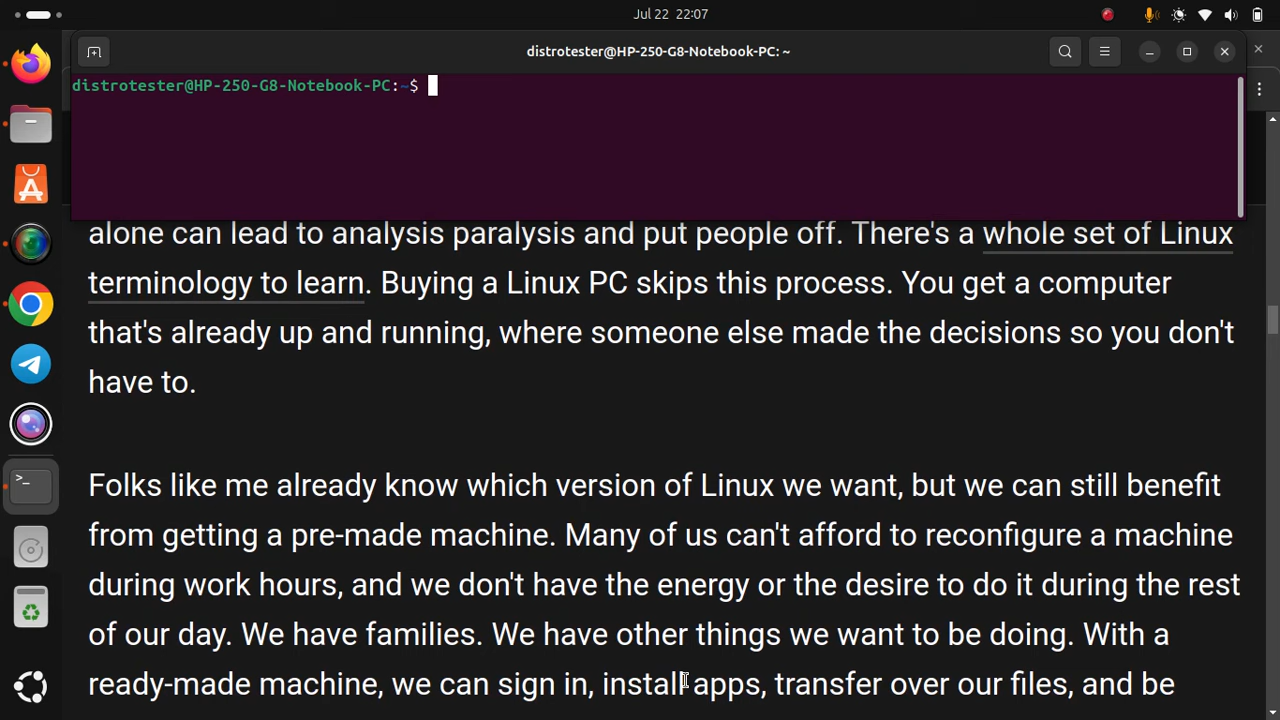 Jul 22 22:07
distrotester@HP-250-G8-Notebook-PC: ~
distrotester@HP-250-G8-Notebook-PC:~$
alone can lead to analysis paralysis and put people off. There's a whole set of Linux
terminology to learn. Buying a Linux PC skips this process. You get a computer
that's already up and running, where someone else made the decisions so you don't
have to.
Folks like me already know which version of Linux we want, but we can still benefit
from getting a pre-made machine. Many of us can't afford to reconfigure a machine
during work hours, and we don't have the energy or the desire to do it during the rest
of our day. We have families. We have other things we want to be doing. With a
ready-made machine, we can sign in, install apps, transfer over our files, and be